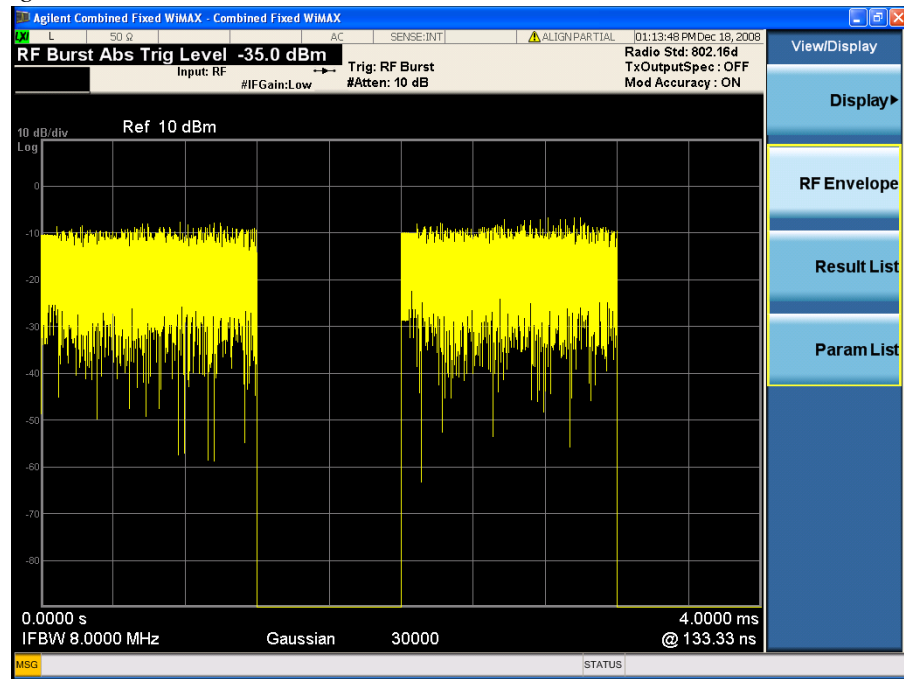 Agilent Combined Fixed WiMAX - Combined Fixed WiMAX
LXI L 50 Ω AC SENSE:INT ALIGN PARTIAL 01:13:48 PM Dec 18, 2008
RF Burst Abs Trig Level -35.0 dBm
Input: RF
#IFGain:Low
Trig: RF Burst
#Atten: 10 dB
Radio Std: 802.16d
TxOutputSpec : OFF
Mod Accuracy : ON
View/Display
Display
RF Envelope
Result List
Param List
10 dB/div Ref 10 dBm
Log
0
-10
-20
-30
-40
-50
-60
-70
-80
0.0000 s 4.0000 ms
IFBW 8.0000 MHz Gaussian 30000 @ 133.33 ns
MSG STATUS